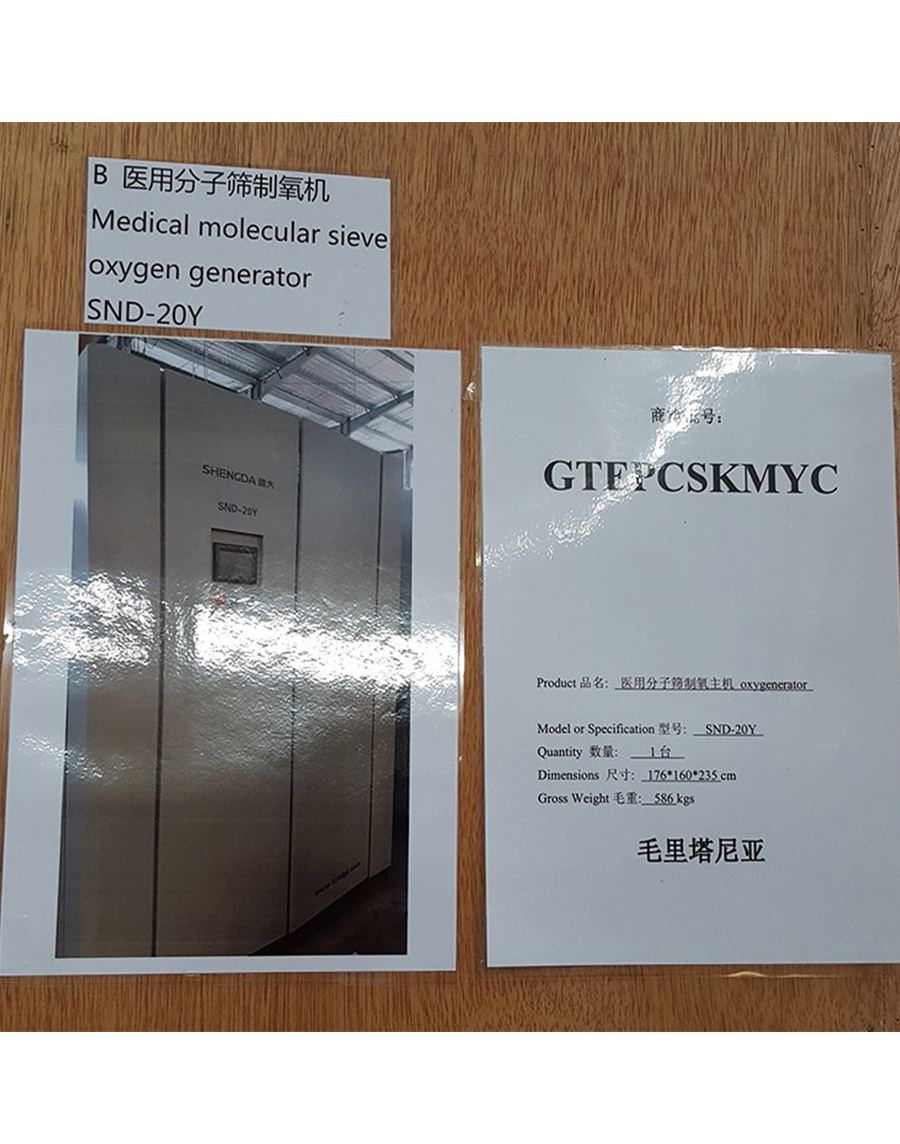 B 医用分子筛制氧机
Medical molecular sieve
oxygen generator
SND-20Y
SHENGDA 晟大
SND-20Y
GTEPCSKMYC
Product 品名: 医用分子筛制氧主机 oxygenerator
Model or Specification 型号: SND-20Y
Quantity 数量: 1台
Dimensions 尺寸: 176*160*235 cm
Gross Weight 毛重: 586 kgs
毛里塔尼亚